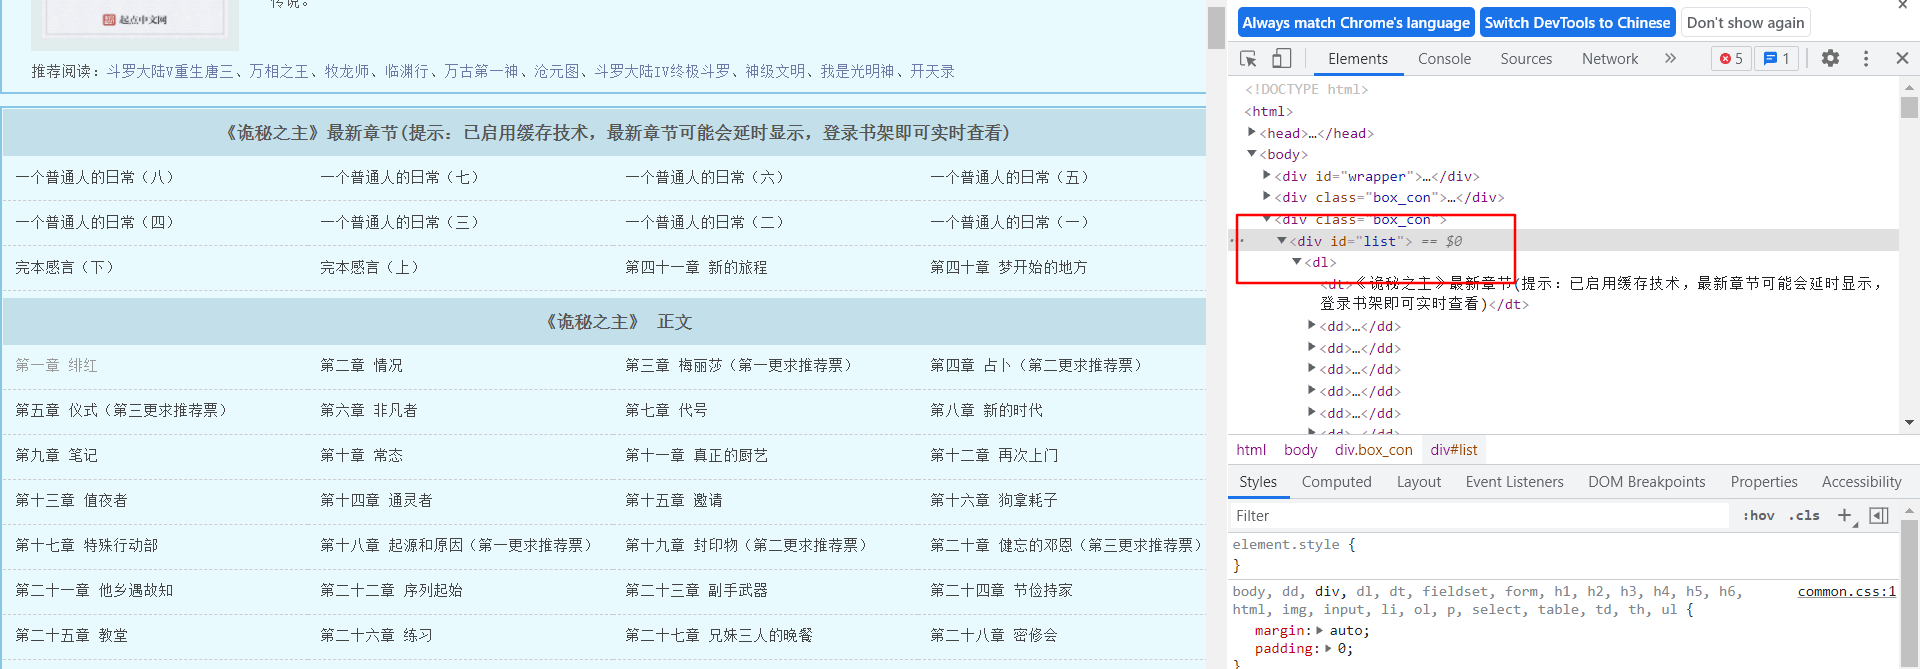 传说。
起点中文网
推荐阅读：斗罗大陆V重生唐三、万相之王、牧龙师、临渊行、万古第一神、沧元图、斗罗大陆IV终极斗罗、神级文明、我是光明神、开天录
《诡秘之主》最新章节(提示：已启用缓存技术，最新章节可能会延时显示，登录书架即可实时查看)
一个普通人的日常（八） 一个普通人的日常（七） 一个普通人的日常（六） 一个普通人的日常（五）
一个普通人的日常（四） 一个普通人的日常（三） 一个普通人的日常（二） 一个普通人的日常（一）
完本感言（下） 完本感言（上） 第四十一章 新的旅程 第四十章 梦开始的地方
《诡秘之主》 正文
第一章 绯红 第二章 情况 第三章 梅丽莎（第一更求推荐票） 第四章 占卜（第二更求推荐票）
第五章 仪式（第三更求推荐票） 第六章 非凡者 第七章 代号 第八章 新的时代
第九章 笔记 第十章 常态 第十一章 真正的厨艺 第十二章 再次上门
第十三章 值夜者 第十四章 通灵者 第十五章 邀请 第十六章 狗拿耗子
第十七章 特殊行动部 第十八章 起源和原因（第一更求推荐票） 第十九章 封印物（第二更求推荐票） 第二十章 健忘的邓恩（第三更求推荐票）
第二十一章 他乡遇故知 第二十二章 序列起始 第二十三章 副手武器 第二十四章 节俭持家
第二十五章 教堂 第二十六章 练习 第二十七章 兄妹三人的晚餐 第二十八章 密修会
Always match Chrome's language Switch DevTools to Chinese Don't show again
Elements Console Sources Network 5 1
<!DOCTYPE html>
<html>
<head>…</head>
<body>
<div id="wrapper">…</div>
<div class="box_con">…</div>
<div class="box_con">
<div id="list"> == $0
<dl>
<dt>《诡秘之主》最新章节(提示：已启用缓存技术，最新章节可能会延时显示，
登录书架即可实时查看)</dt>
<dd>…</dd>
<dd>…</dd>
<dd>…</dd>
<dd>…</dd>
<dd>…</dd>
<dd>…</dd>
html body div.box_con div#list
Styles Computed Layout Event Listeners DOM Breakpoints Properties Accessibility
Filter :hov .cls
element.style {
}
body, dd, div, dl, dt, fieldset, form, h1, h2, h3, h4, h5, h6, common.css:1
html, img, input, li, ol, p, select, table, td, th, ul {
margin: auto;
padding: 0;
}